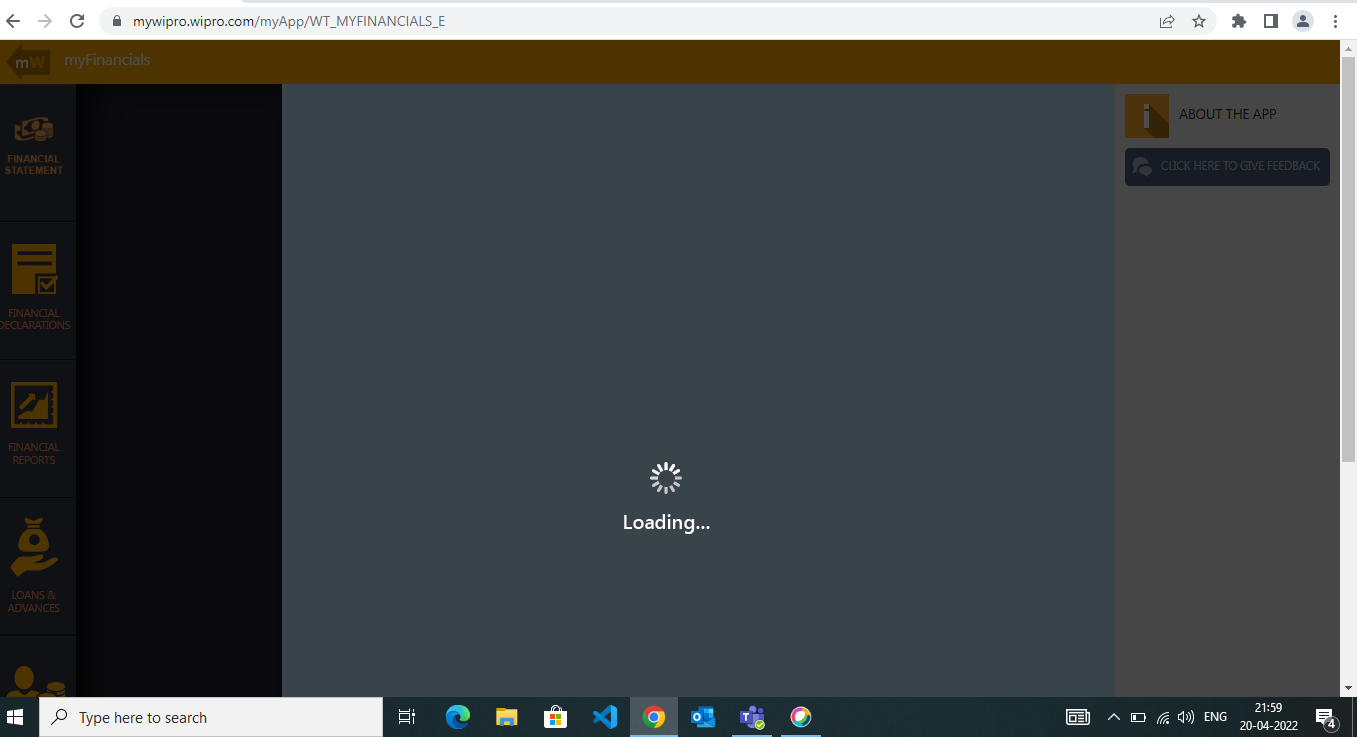 mywipro.wipro.com/myApp/WT_MYFINANCIALS_E
mW
myFinancials
FINANCIAL
STATEMENT
FINANCIAL
DECLARATIONS
FINANCIAL
REPORTS
LOANS &
ADVANCES
Loading...
ABOUT THE APP
CLICK HERE TO GIVE FEEDBACK
Type here to search
ENG
21:59
20-04-2022
4